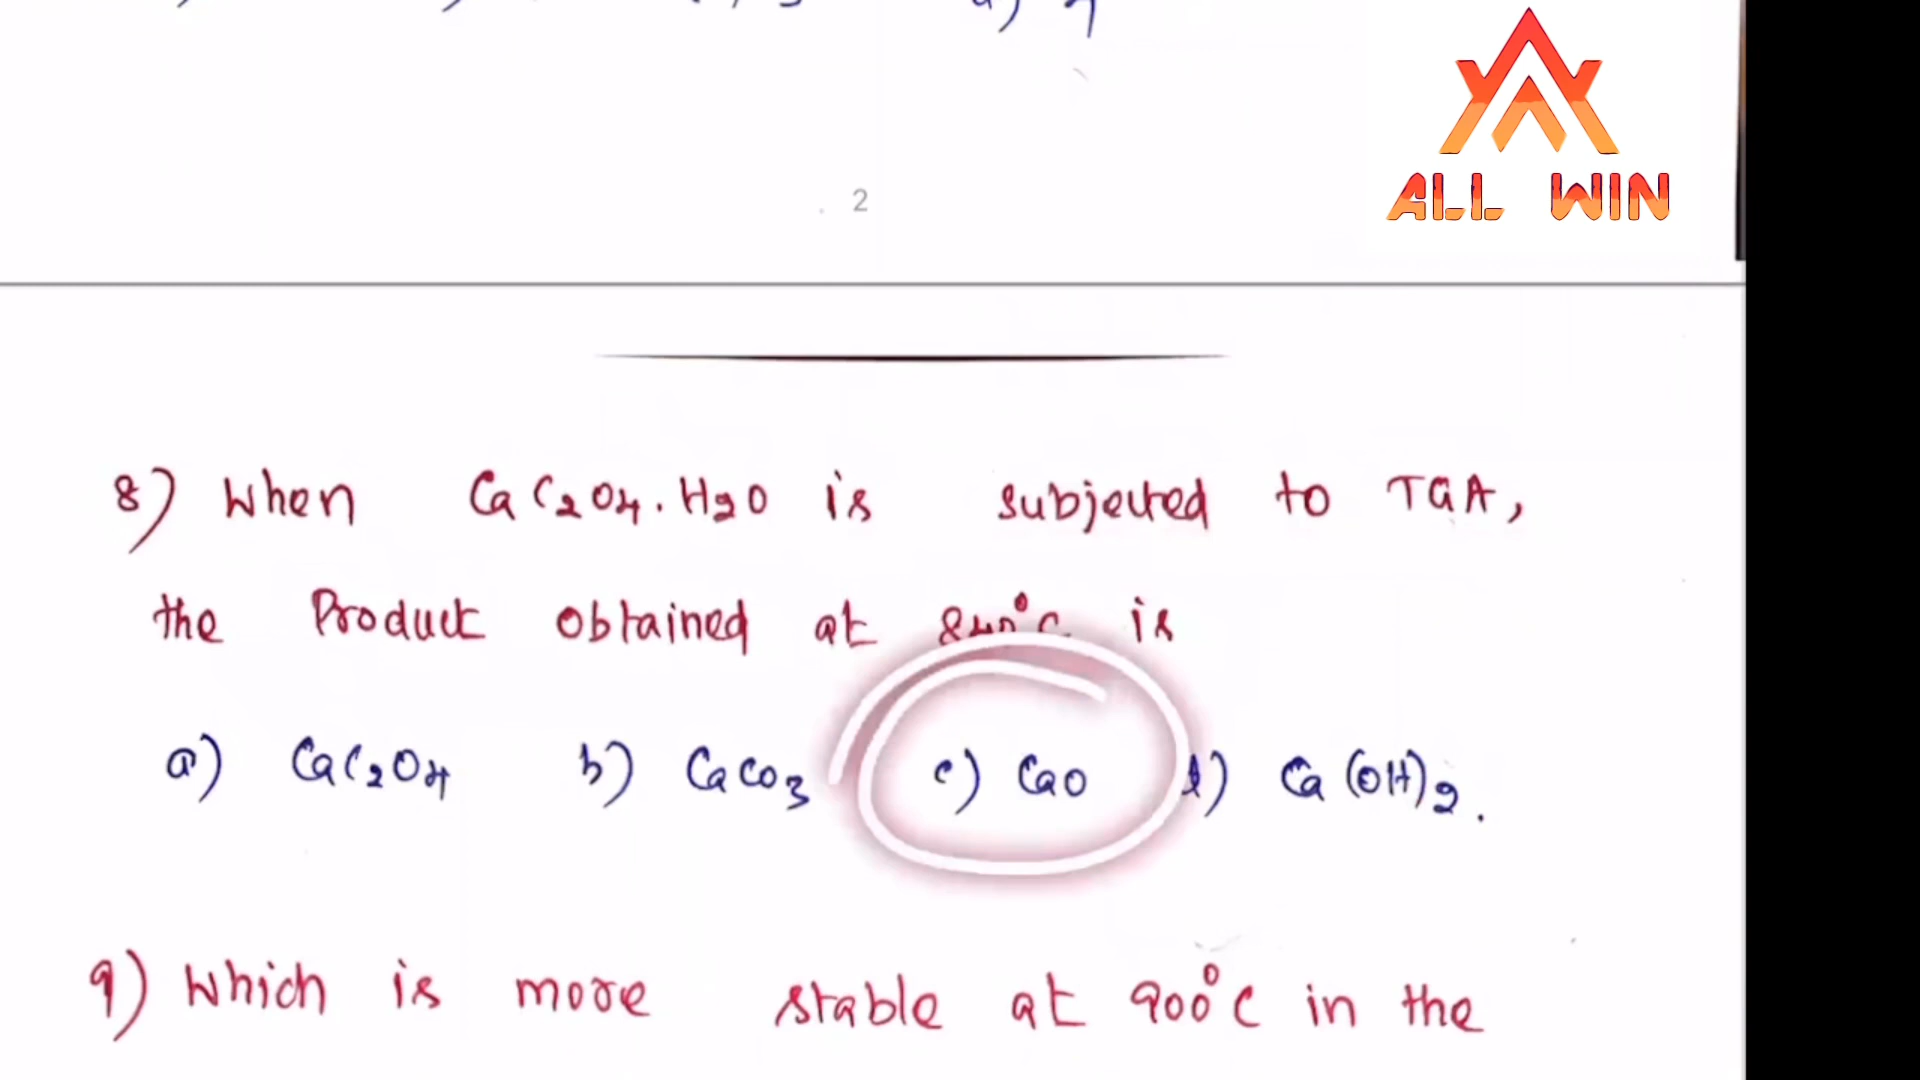 ALL WIN
2
8) When CaC2O4.H2O is subjected to TGA,
the Product obtained at 840°C is
a) CaC2O4 b) CaCO3 c) CaO d) Ca(OH)2.
9) Which is more stable at 900°C in the